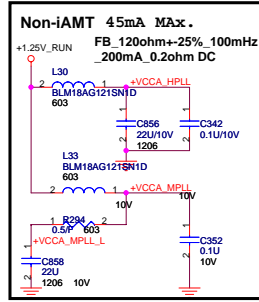 Non-iAMT 45mA MAx.
FB_120ohm+-25%_100mHz
_200mA_0.2ohm DC
+1.25V_RUN
L30
2 1
+VCCA_HPLL
BLM18AG121SN1D
603
C856
22U/10V
1206
1
2
C342
0.1U/10V
1
2
L33
BLM18AG121SN1D
603
2 1
+VCCA_MPLL
10V
10V
R294
0.5/F 603
+VCCA_MPLL_L
C858
22U
1206 10V
1
2
C352
0.1U
10V
1
2